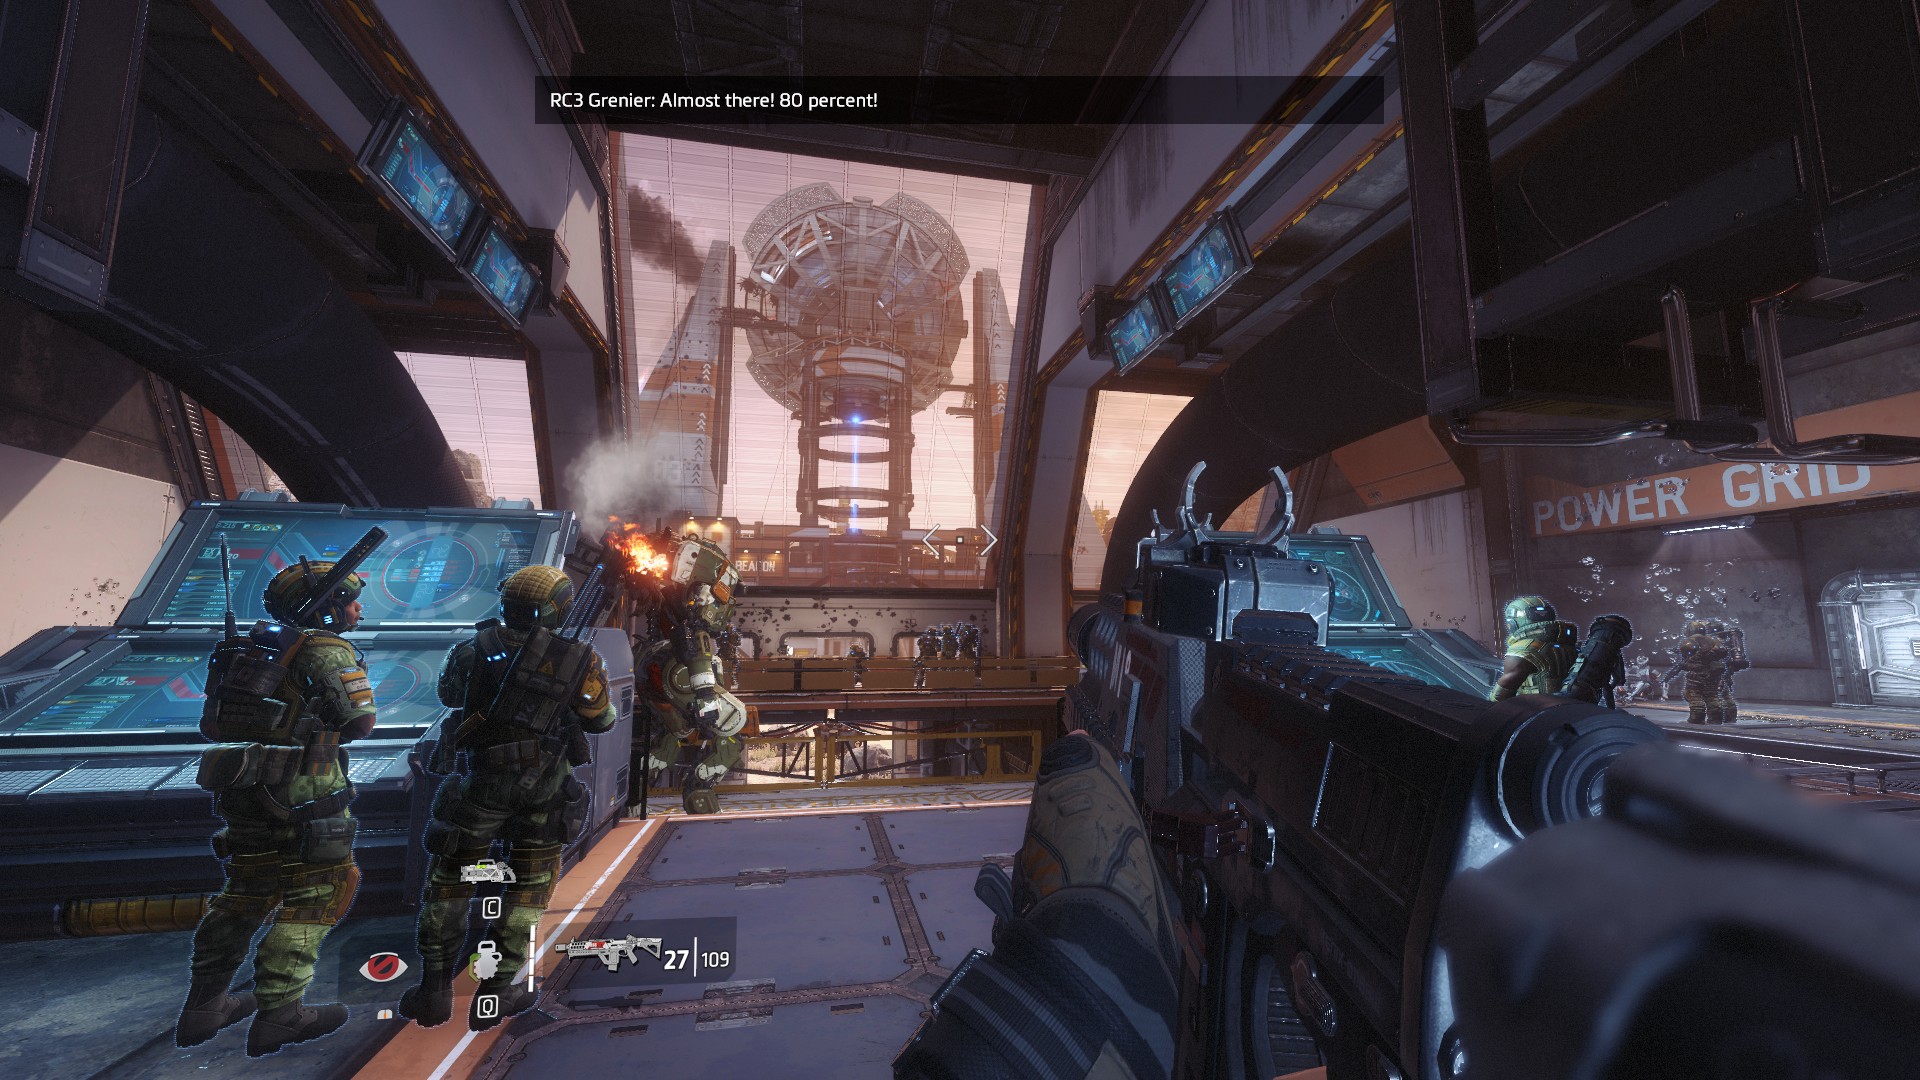 RC3 Grenier: Almost there! 80 percent!
POWER GRID
BEACON
C
27 109
Q